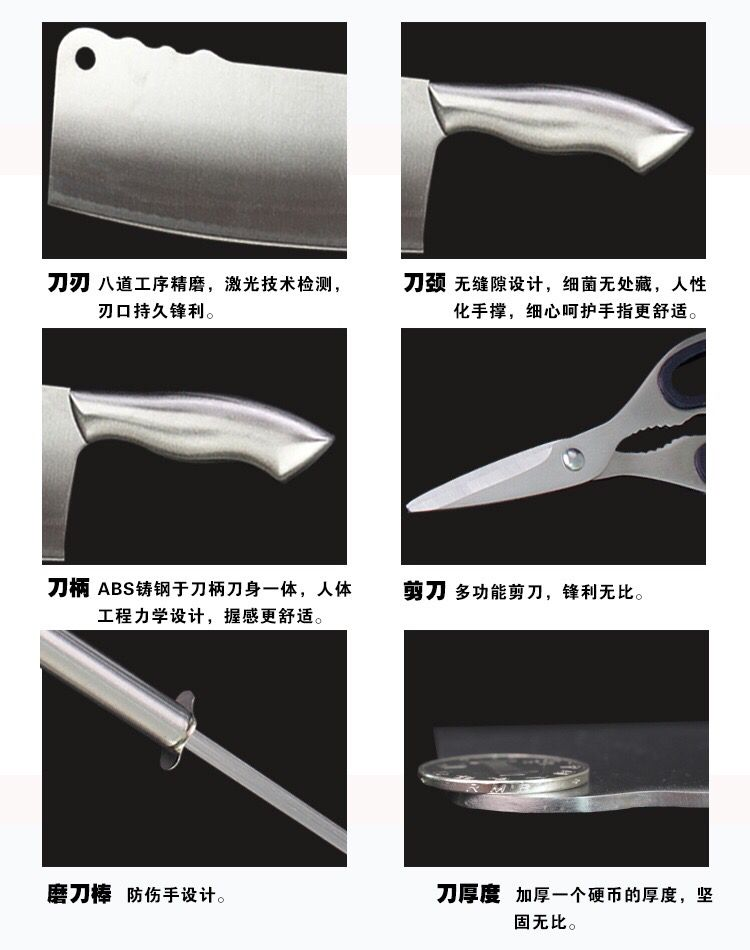 刀刃 八道工序精磨，激光技术检测，
刃口持久锋利。
刀颈 无缝隙设计，细菌无处藏，人性
化手撑，细心呵护手指更舒适。
刀柄 ABS铸钢于刀柄刀身一体，人体
工程力学设计，握感更舒适。
剪刀 多功能剪刀，锋利无比。
磨刀棒 防伤手设计。
刀厚度 加厚一个硬币的厚度，坚
固无比。